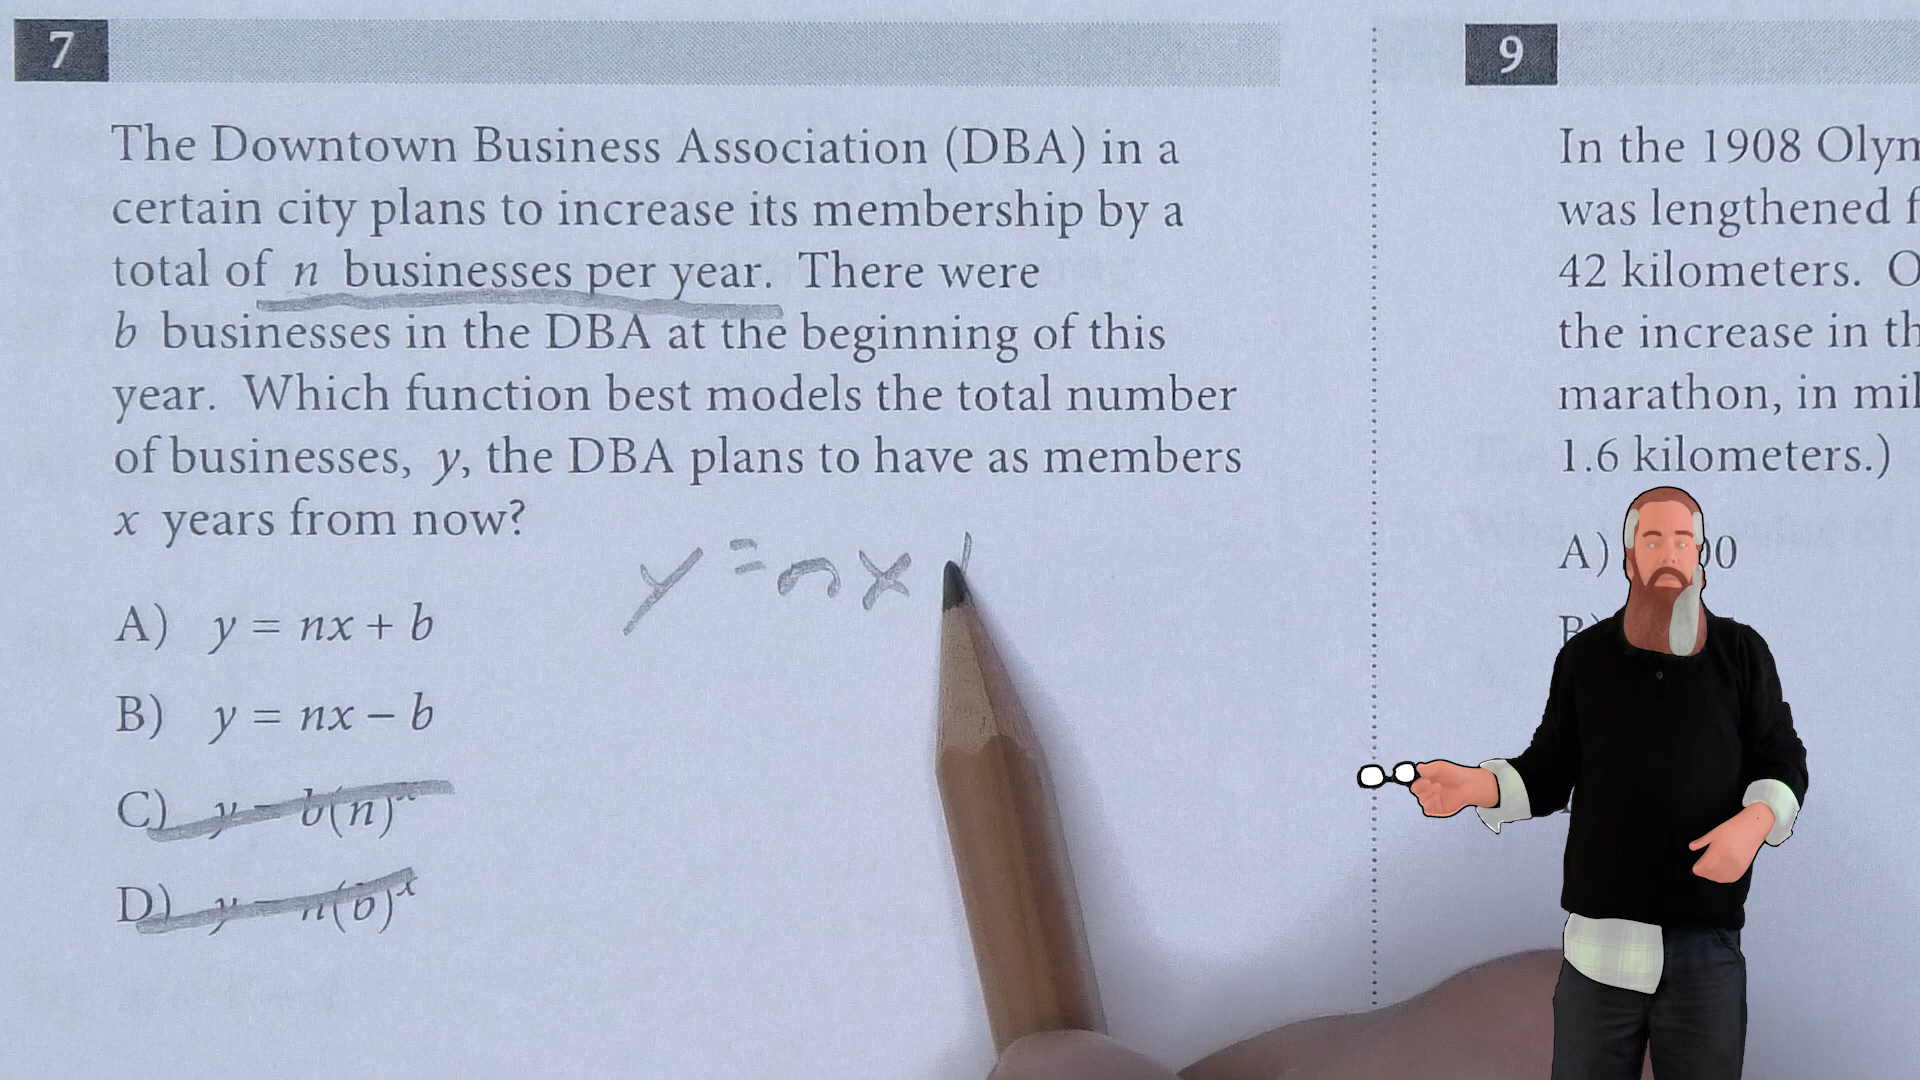 7
The Downtown Business Association (DBA) in a
certain city plans to increase its membership by a
total of n businesses per year. There were
b businesses in the DBA at the beginning of this
year. Which function best models the total number
of businesses, y, the DBA plans to have as members
x years from now?
y = nx
A) y = nx + b
B) y = nx − b
C) y = b(n)^x
D) y = n(b)^x
9
In the 1908 Olym
was lengthened f
42 kilometers. O
the increase in th
marathon, in mil
1.6 kilometers.)
A) 00
B)